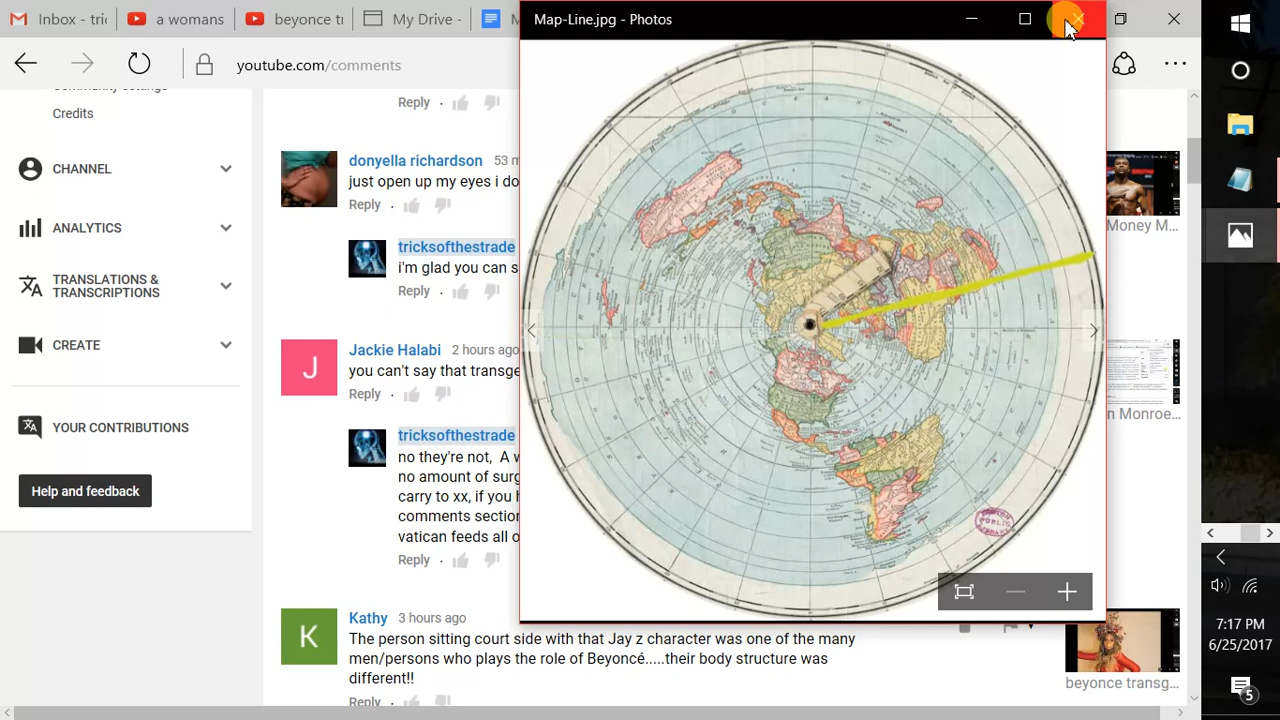 Inbox - tric
a womans
beyonce tr
My Drive -
Map-Line.jpg - Photos
youtube.com/comments
Credits
CHANNEL
ANALYTICS
TRANSLATIONS &
TRANSCRIPTIONS
CREATE
YOUR CONTRIBUTIONS
Help and feedback
Reply
donyella richardson 53 m
just open up my eyes i do
Reply
tricksofthestrade
i'm glad you can s
Reply
Jackie Halabi 2 hours ago
you can't say that transge
Reply
tricksofthestrade
no they're not, A w
no amount of surg
carry to xx, if you h
comments section
vatican feeds all o
Reply
Kathy 3 hours ago
The person sitting court side with that Jay z character was one of the many
men/persons who plays the role of Beyoncé.....their body structure was
different!!
Reply
Money M...
n Monroe...
beyonce transg...
PUBLIC
7:17 PM
6/25/2017
5